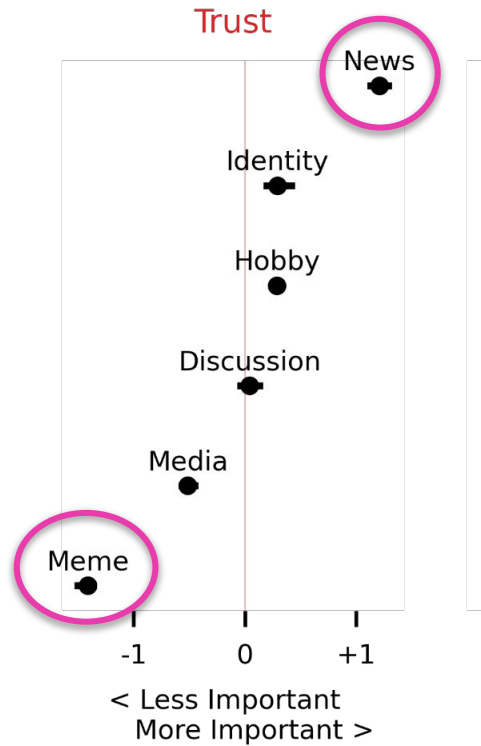 Trust
News
Identity
Hobby
Discussion
Media
Meme
-1 0 +1
< Less Important
More Important >